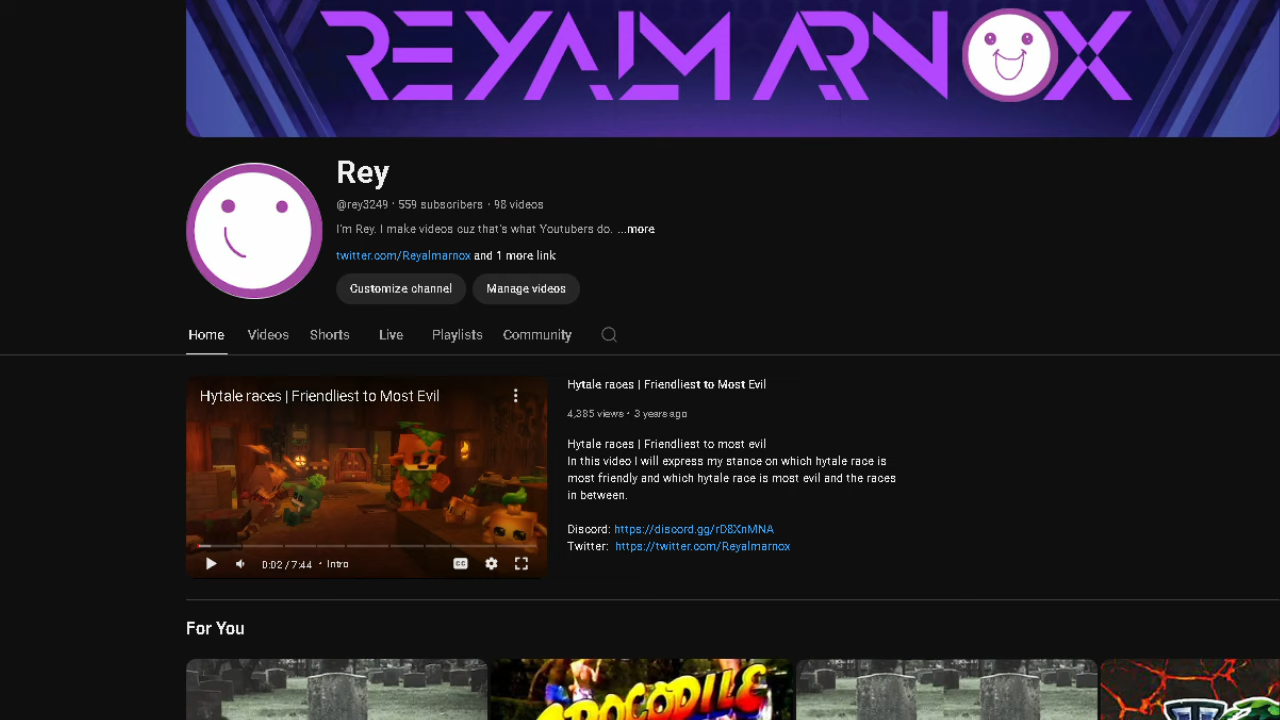 REYALMARNOX
Rey
@rey3249 · 559 subscribers · 98 videos
I'm Rey. I make videos cuz that's what Youtubers do. ...more
twitter.com/Reyalmarnox and 1 more link
Customize channel Manage videos
Home Videos Shorts Live Playlists Community
Hytale races | Friendliest to Most Evil
0:02 / 7:44 · Intro
CC
Hytale races | Friendliest to Most Evil
4,385 views · 3 years ago
Hytale races | Friendliest to most evil
In this video I will express my stance on which hytale race is
most friendly and which hytale race is most evil and the races
in between.
Discord: https://discord.gg/rD8XnMNA
Twitter: https://twitter.com/Reyalmarnox
For You
CROCODILE